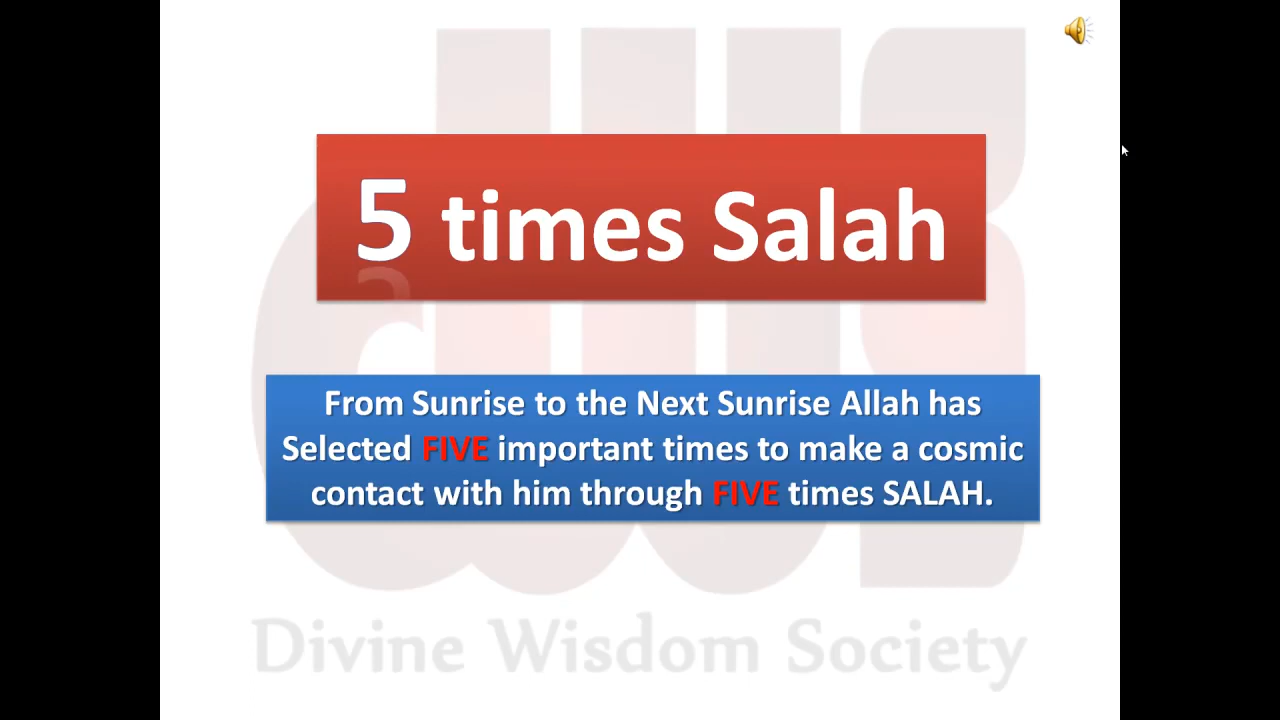 5 times Salah
From Sunrise to the Next Sunrise Allah has
Selected FIVE important times to make a cosmic
contact with him through FIVE times SALAH.
dws
Divine Wisdom Society